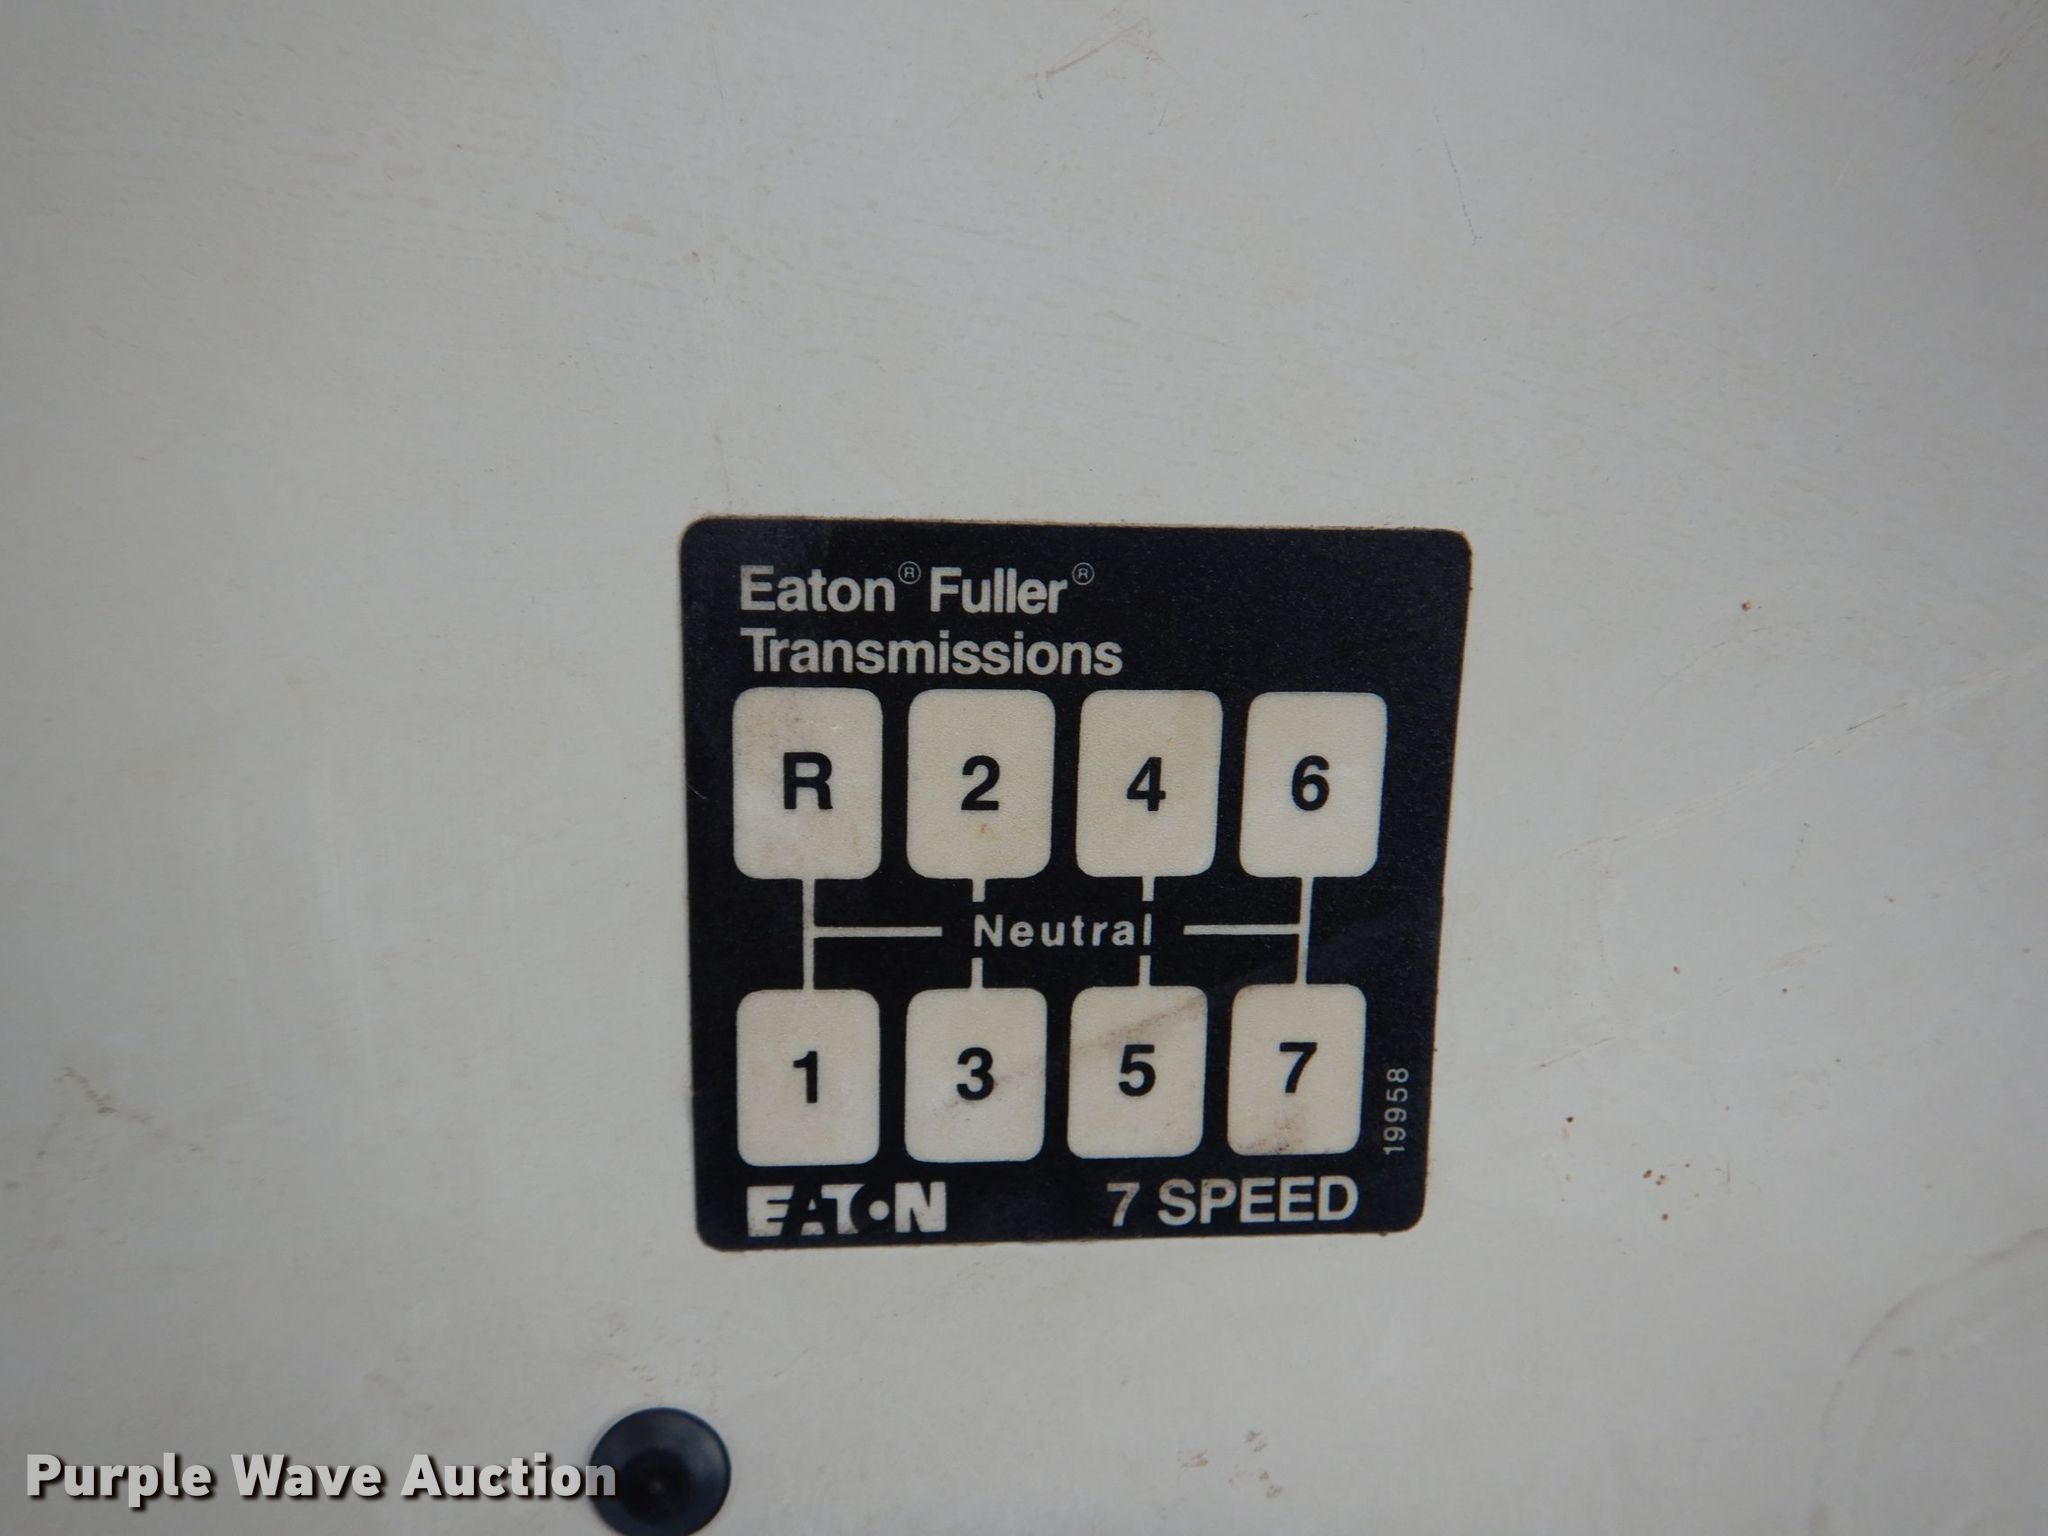 Eaton® Fuller®
Transmissions
R 2 4 6
Neutral
1 3 5 7
19958
EATON 7 SPEED
Purple Wave Auction